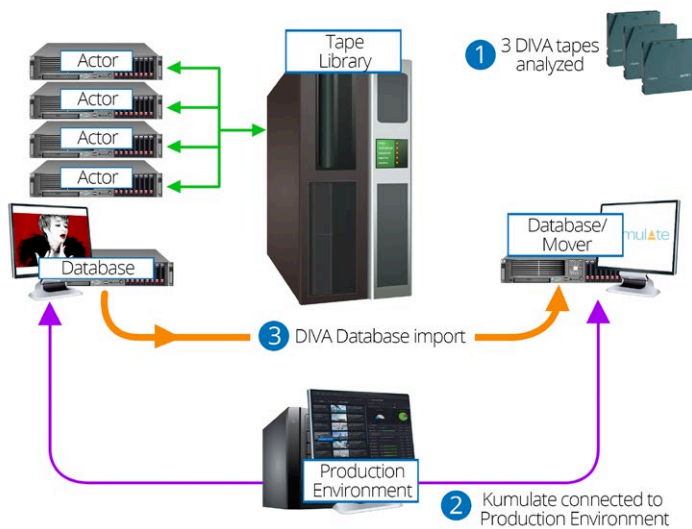 Actor
Actor
Actor
Actor
Tape
Library
1
3 DIVA tapes
analyzed
Database
Database/
Mover
mulate
3
DIVA Database import
Production
Environment
2
Kumulate connected to
Production Environment